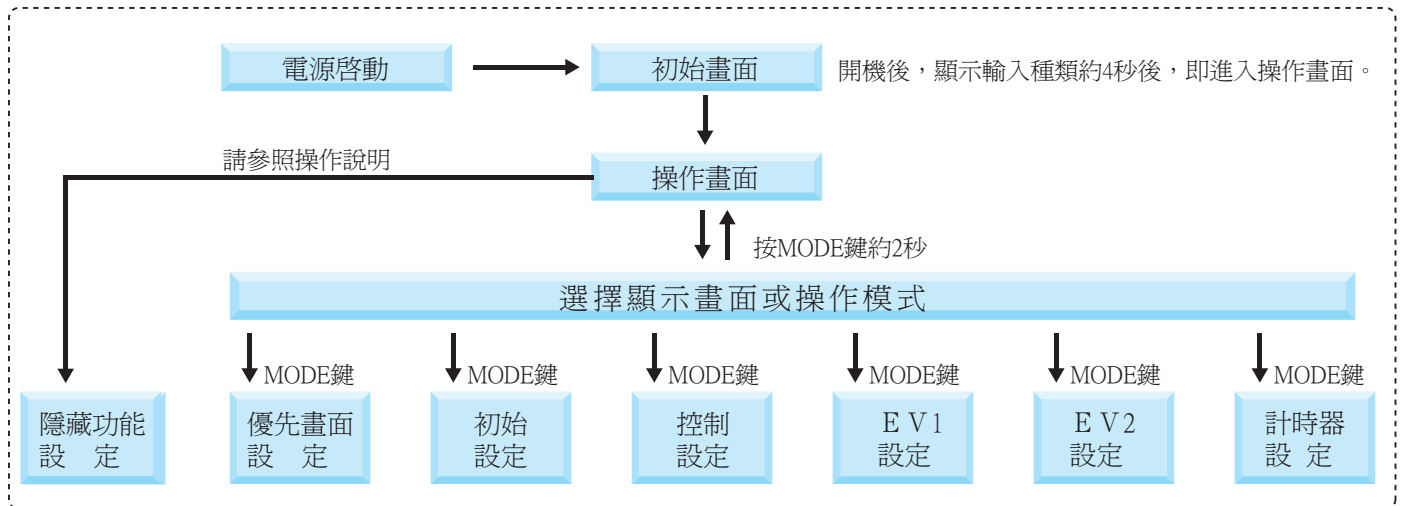 電源啓動
初始畫面
開機後，顯示輸入種類約4秒後，即進入操作畫面。
請參照操作說明
操作畫面
按MODE鍵約2秒
選擇顯示畫面或操作模式
MODE鍵
MODE鍵
MODE鍵
MODE鍵
MODE鍵
MODE鍵
隱藏功能
設 定
優先畫面
設 定
初始
設定
控制
設定
E V1
設定
E V2
設定
計時器
設 定